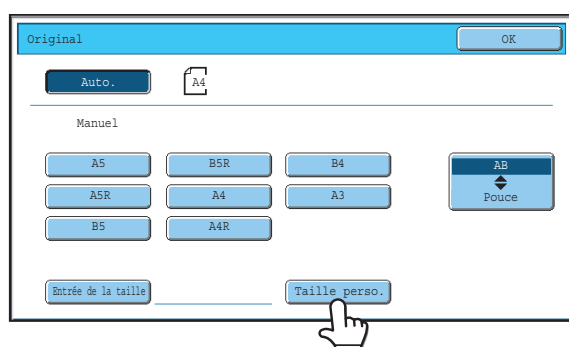 Original OK
Auto. A4
Manuel
A5 B5R B4 AB
A5R A4 A3 Pouce
B5 A4R
Entrée de la taille Taille perso.